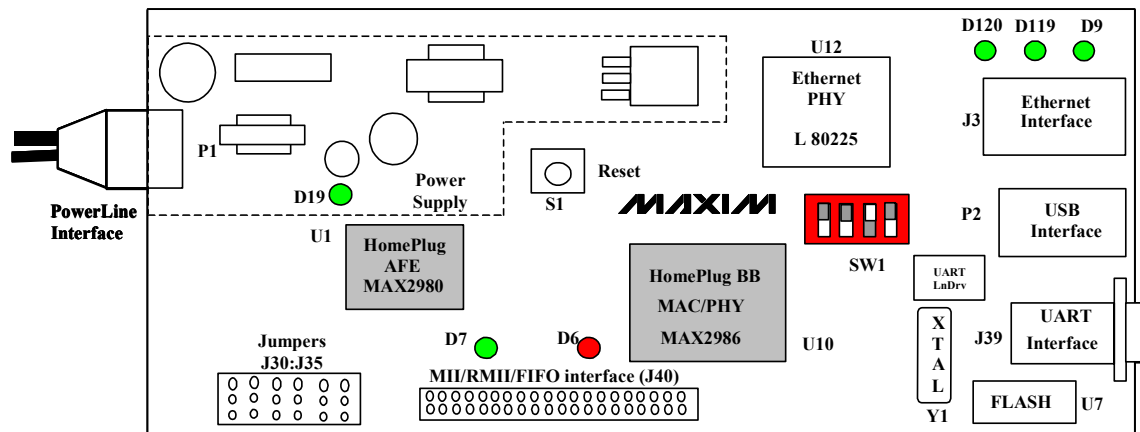 D120 D119 D9
U12
Ethernet
PHY
L 80225
J3
Ethernet
Interface
P1
Reset
S1
Power
Supply
D19
PowerLine
Interface
MAXIM
P2
USB
Interface
U1
HomePlug
AFE
MAX2980
HomePlug BB
MAC/PHY
MAX2986
U10
SW1
UART
LnDrv
XTAL
Y1
J39
UART
Interface
D7
D6
Jumpers
J30:J35
MII/RMII/FIFO interface (J40)
FLASH
U7